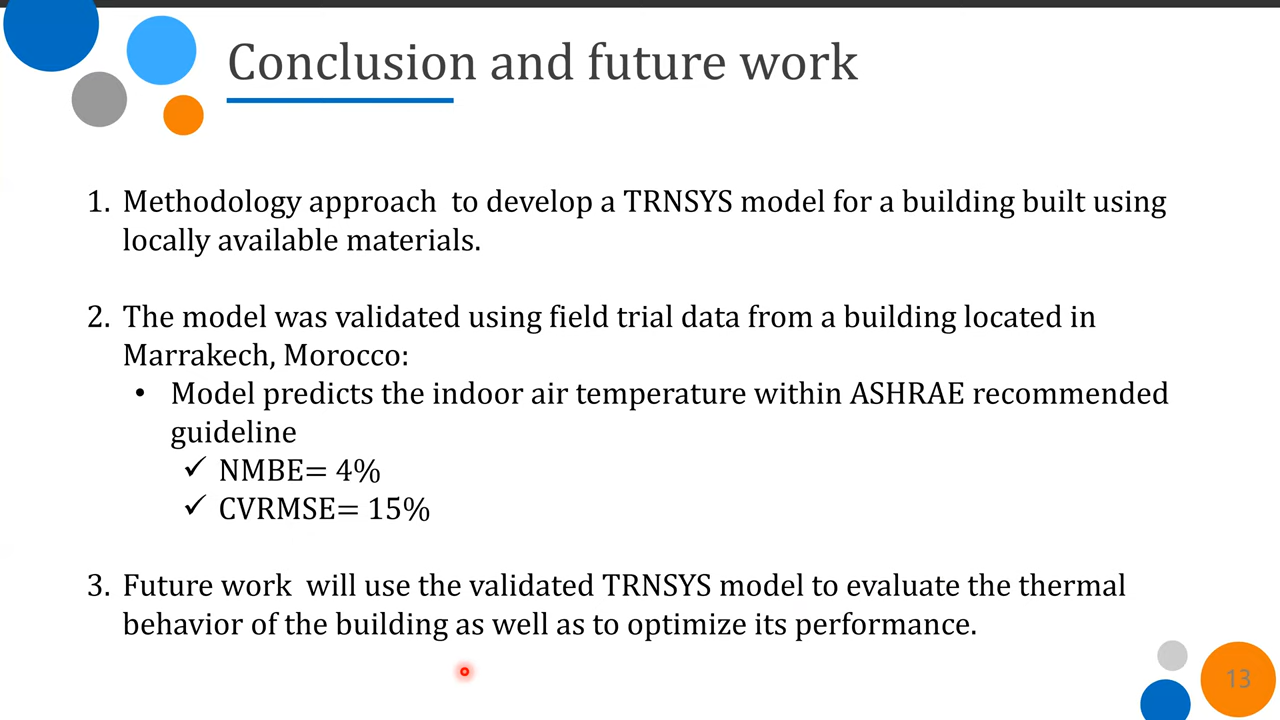 Conclusion and future work
1. Methodology approach to develop a TRNSYS model for a building built using
locally available materials.
2. The model was validated using field trial data from a building located in
Marrakech, Morocco:
• Model predicts the indoor air temperature within ASHRAE recommended
guideline
✓ NMBE= 4%
✓ CVRMSE= 15%
3. Future work will use the validated TRNSYS model to evaluate the thermal
behavior of the building as well as to optimize its performance.
13